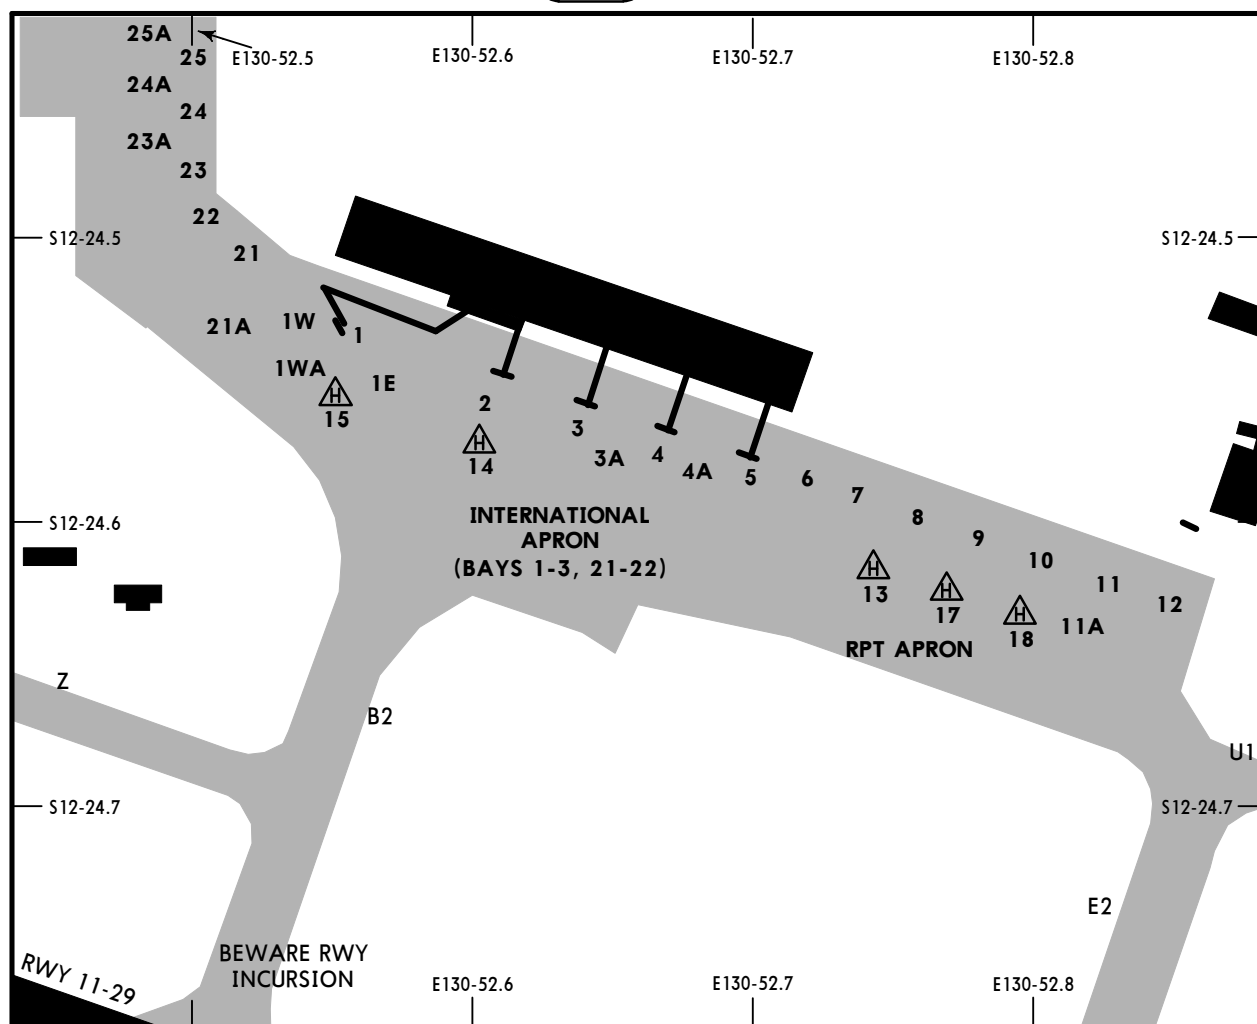 25A
25
E130-52.5
E130-52.6
E130-52.7
E130-52.8
24A
24
23A
23
22
S12-24.5
S12-24.5
21
21A
1W
1
1WA
1E
H
15
2
H
14
3
3A
4
4A
5
6
7
8
9
10
11
12
11A
S12-24.6
INTERNATIONAL
APRON
(BAYS 1-3, 21-22)
H
13
H
17
H
18
RPT APRON
Z
B2
U1
S12-24.7
S12-24.7
E2
BEWARE RWY
INCURSION
RWY 11-29
E130-52.6
E130-52.7
E130-52.8